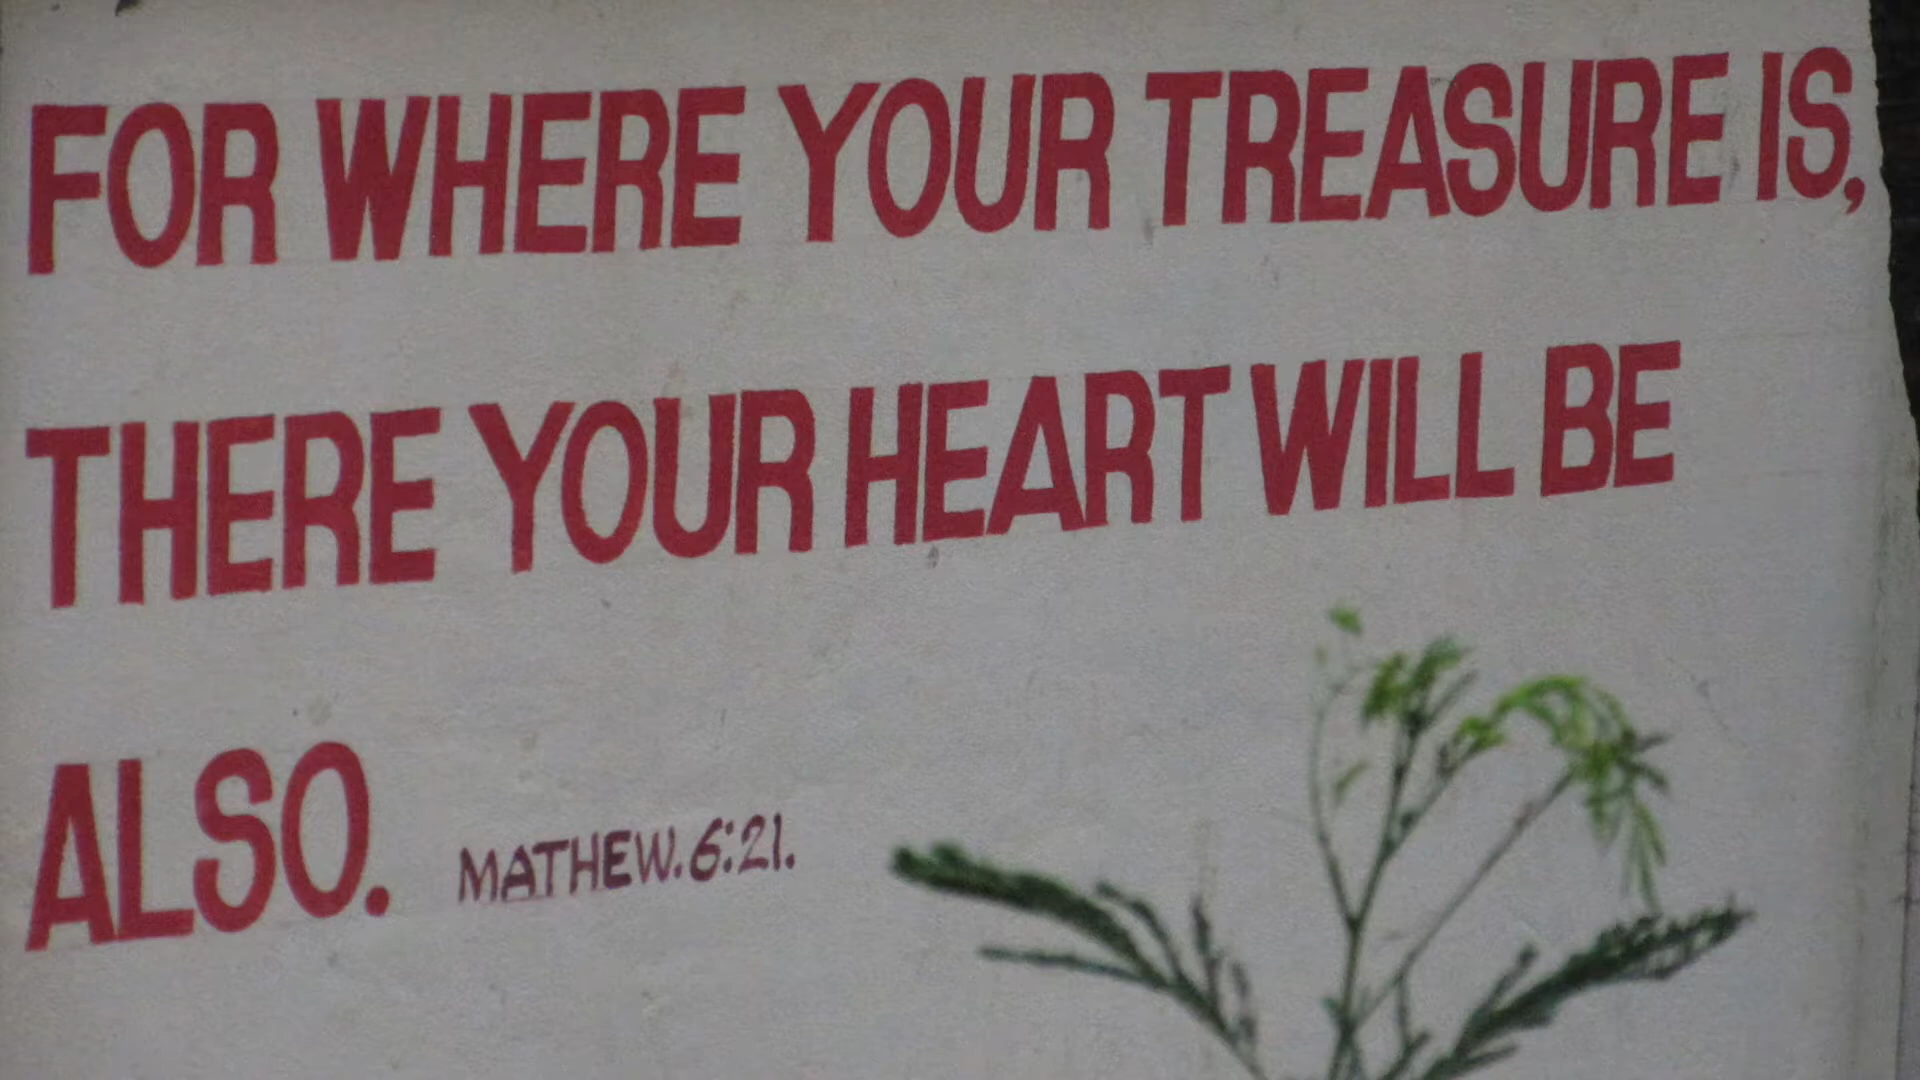 FOR WHERE YOUR TREASURE IS,
THERE YOUR HEART WILL BE
ALSO. MATHEW. 6:21.